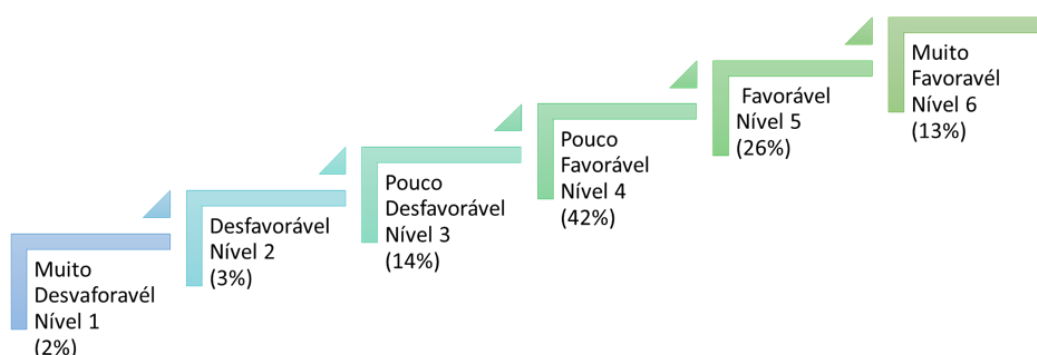 Muito
Desvaforavél
Nível 1
(2%)
Desfavorável
Nível 2
(3%)
Pouco
Desfavorável
Nível 3
(14%)
Pouco
Favorável
Nível 4
(42%)
Favorável
Nível 5
(26%)
Muito
Favoravél
Nível 6
(13%)